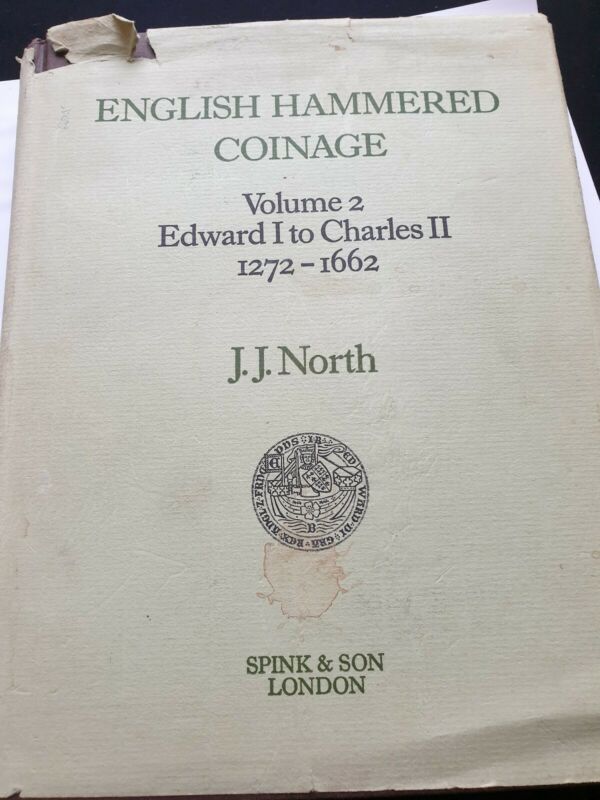 ENGLISH HAMMERED
COINAGE
Volume 2
Edward I to Charles II
1272 – 1662
J. J. North
B
SPINK & SON
LONDON